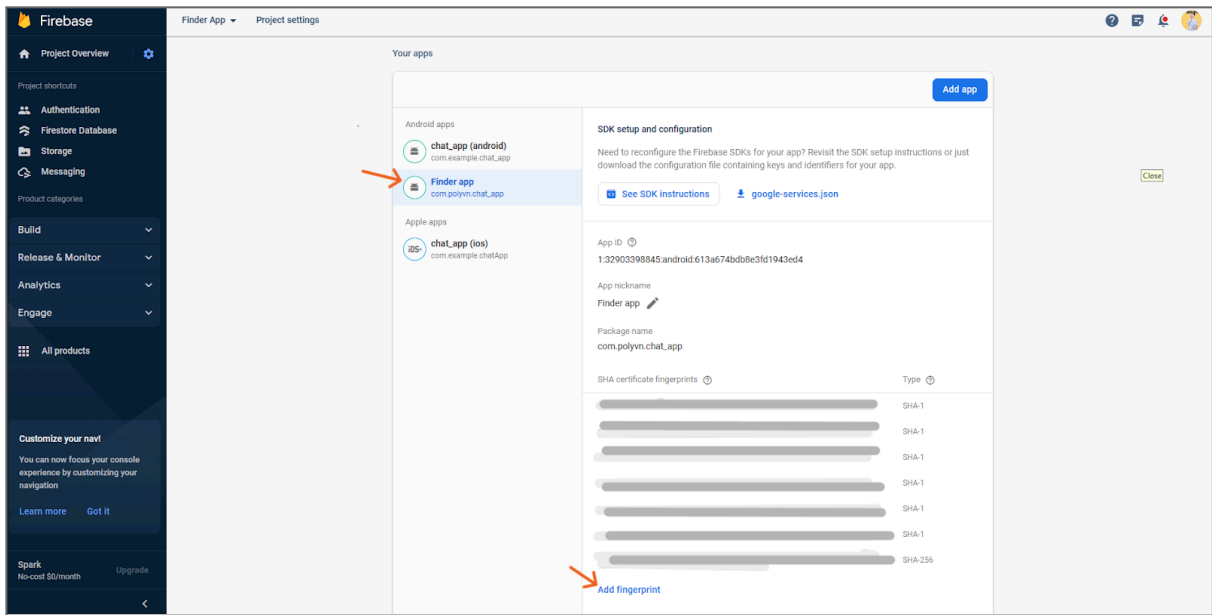 Firebase
Finder App
Project settings
Project Overview
Project shortcuts
Authentication
Firestore Database
Storage
Messaging
Product categories
Build
Release & Monitor
Analytics
Engage
All products
Customize your nav!
You can now focus your console
experience by customizing your
navigation
Learn more
Got it
Spark
No-cost $0/month
Upgrade
Your apps
Add app
Android apps
chat_app (android)
com.example.chat_app
Finder app
com.polyvn.chat_app
Apple apps
iOS+
chat_app (ios)
com.example.chatApp
SDK setup and configuration
Need to reconfigure the Firebase SDKs for your app? Revisit the SDK setup instructions or just
download the configuration file containing keys and identifiers for your app.
See SDK instructions
google-services.json
App ID
1:32903398845:android:613a674bdb8e3fd1943ed4
App nickname
Finder app
Package name
com.polyvn.chat_app
SHA certificate fingerprints
Type
SHA-1
SHA-1
SHA-1
SHA-1
SHA-1
SHA-1
SHA-256
Add fingerprint
Close